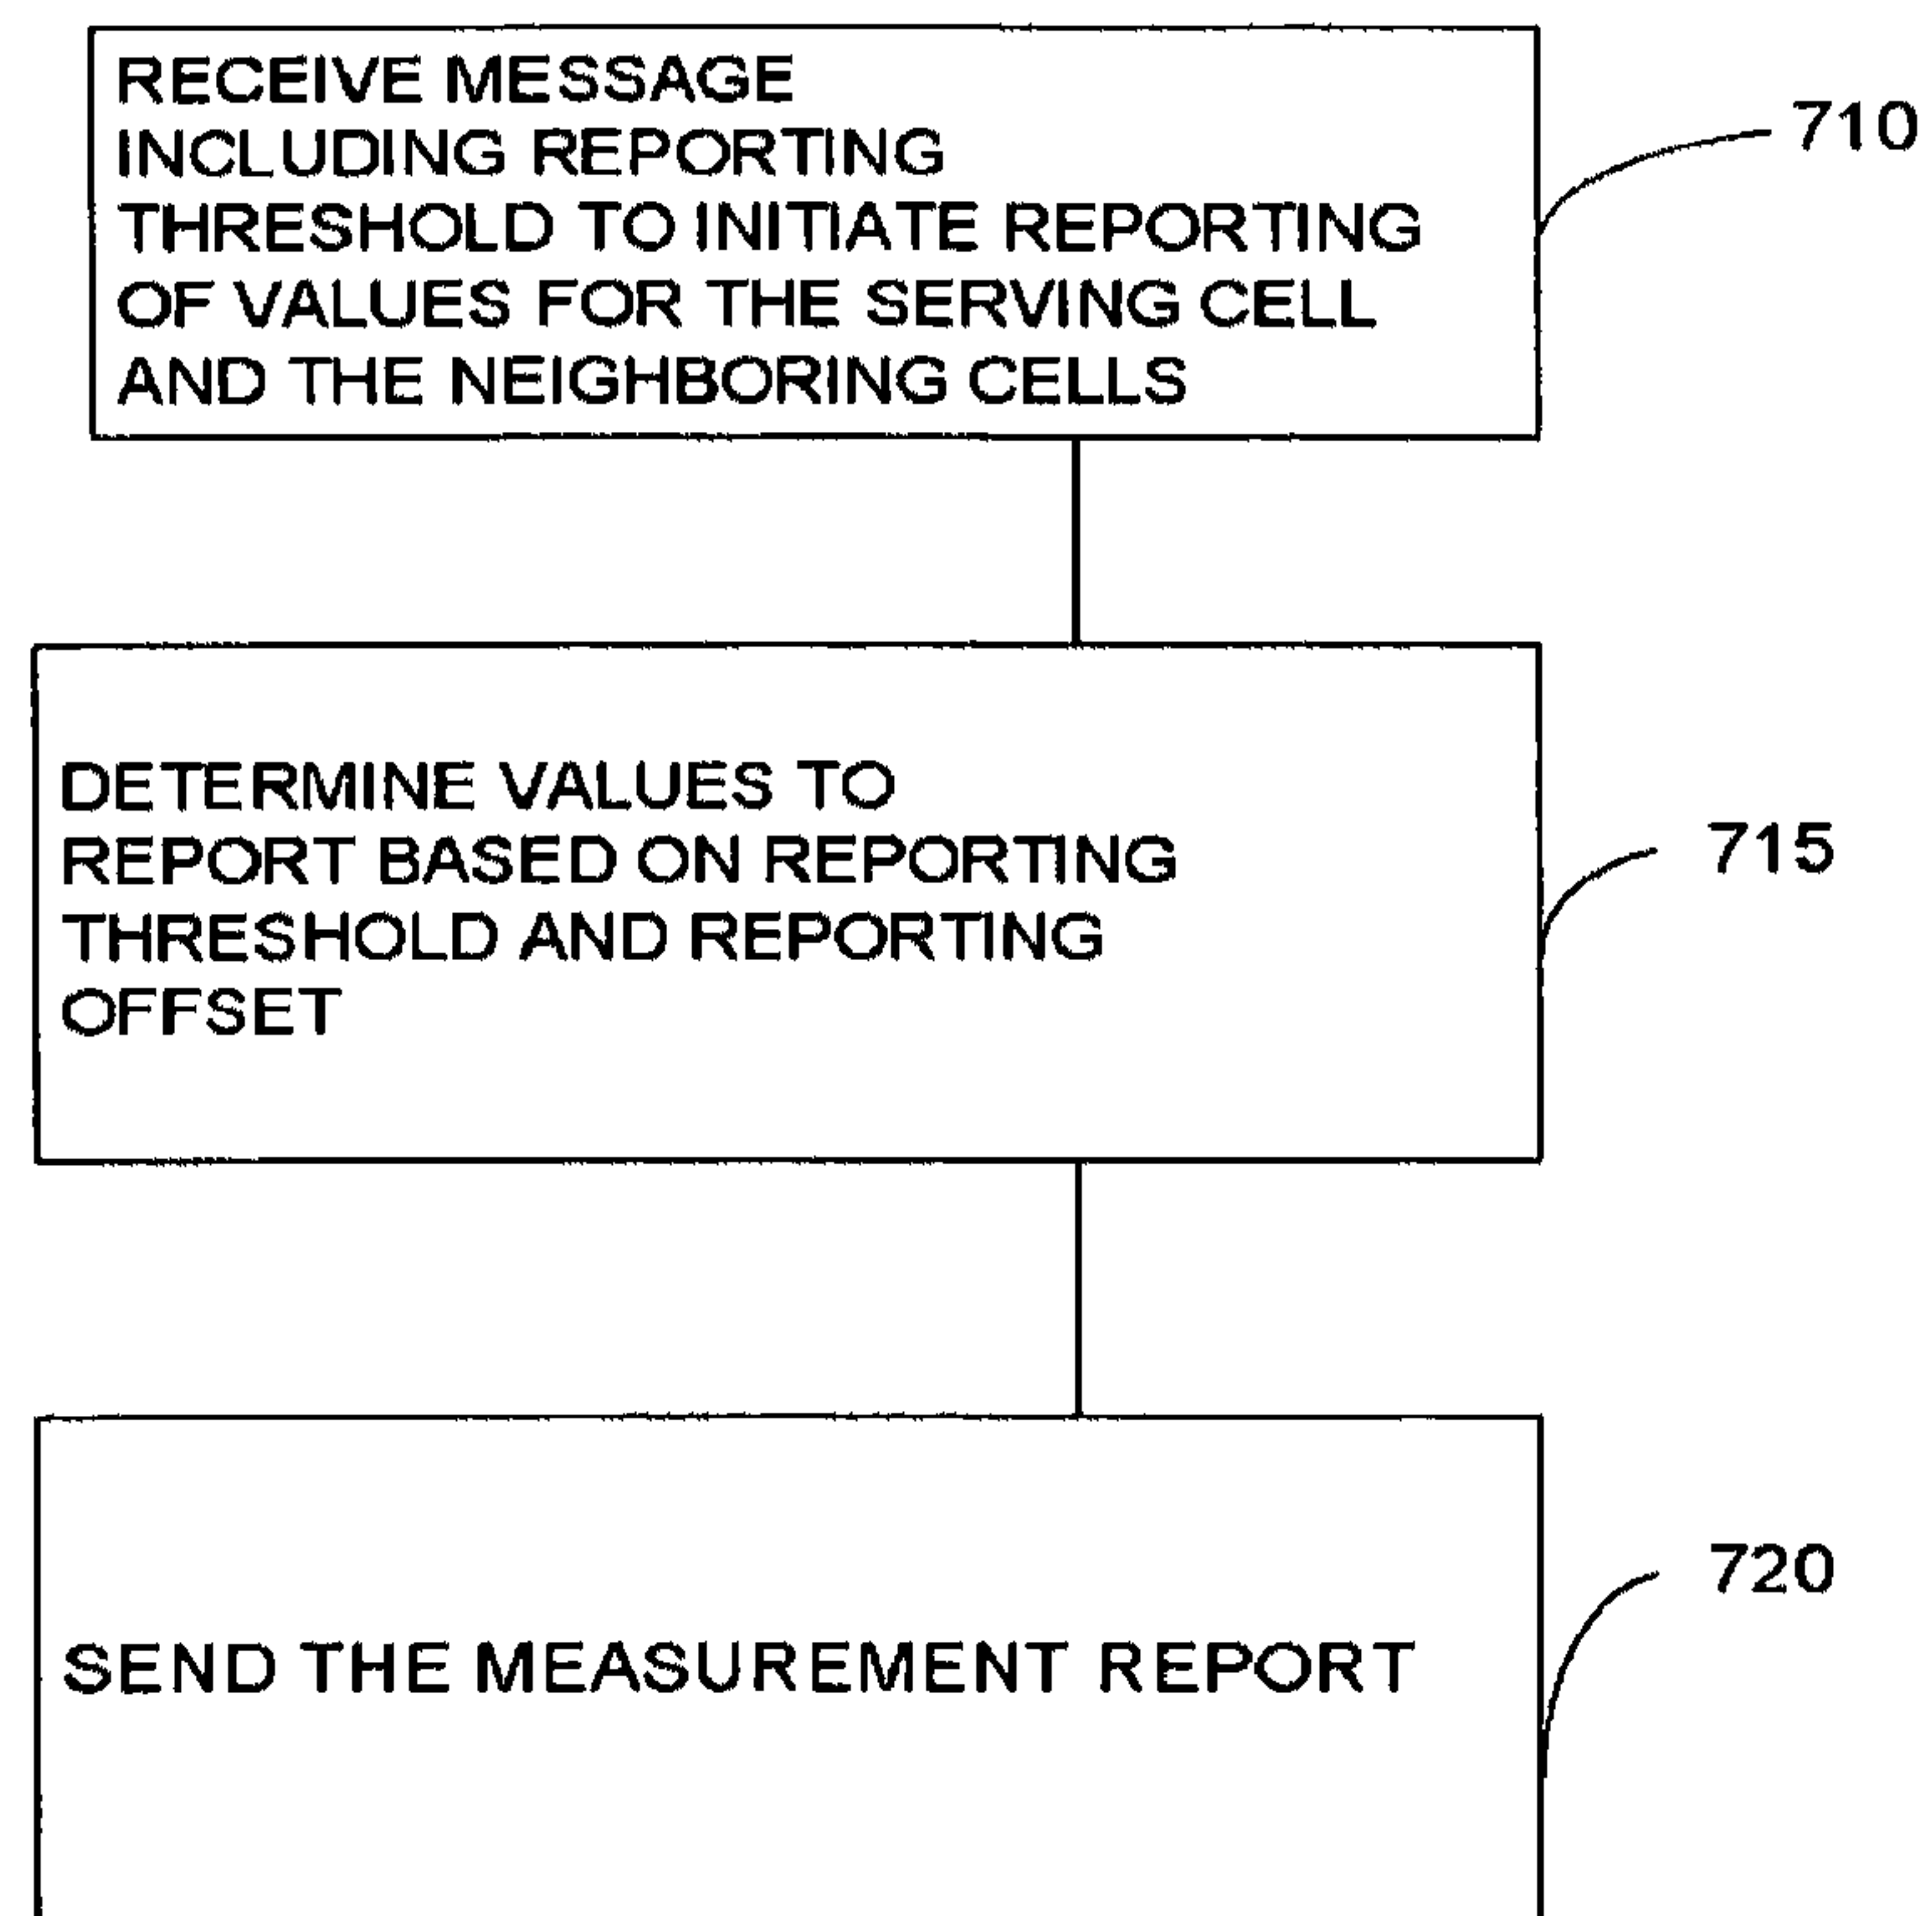 RECEIVE MESSAGE
INCLUDING REPORTING
THRESHOLD TO INITIATE REPORTING
OF VALUES FOR THE SERVING CELL
AND THE NEIGHBORING CELLS
710
DETERMINE VALUES TO
REPORT BASED ON REPORTING
THRESHOLD AND REPORTING
OFFSET
715
SEND THE MEASUREMENT REPORT
720